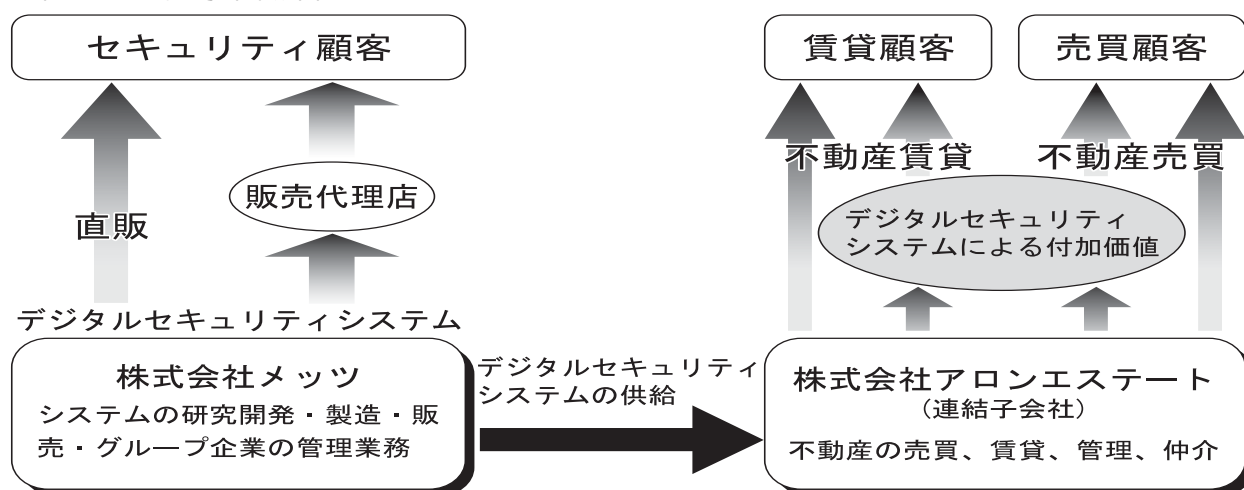 セキュリティ顧客
賃貸顧客
売買顧客
不動産賃貸
不動産売買
販売代理店
直販
デジタルセキュリティ
システムによる付加価値
デジタルセキュリティシステム
株式会社メッツ
システムの研究開発・製造・販
売・グループ企業の管理業務
デジタルセキュリティ
システムの供給
株式会社アロンエステート
（連結子会社）
不動産の売買、賃貸、管理、仲介